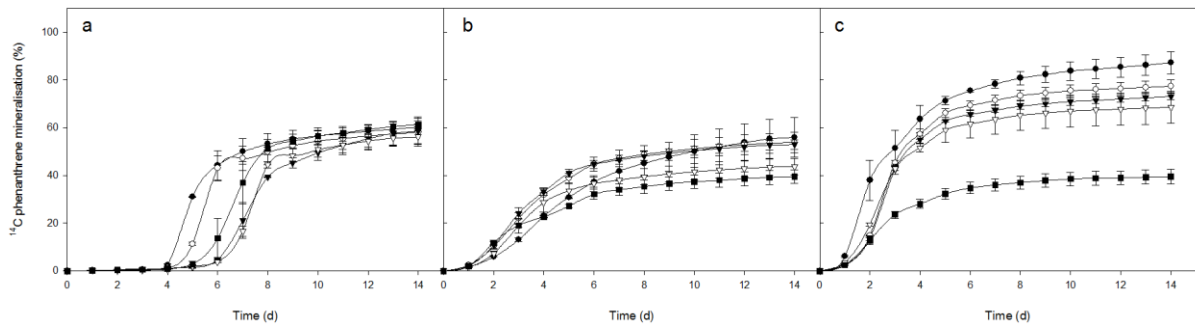 a
b
c
¹⁴C phenanthrene mineralisation (%)
100
80
60
40
20
0
0 2 4 6 8 10 12 14
0 2 4 6 8 10 12 14
0 2 4 6 8 10 12 14
Time (d)
Time (d)
Time (d)